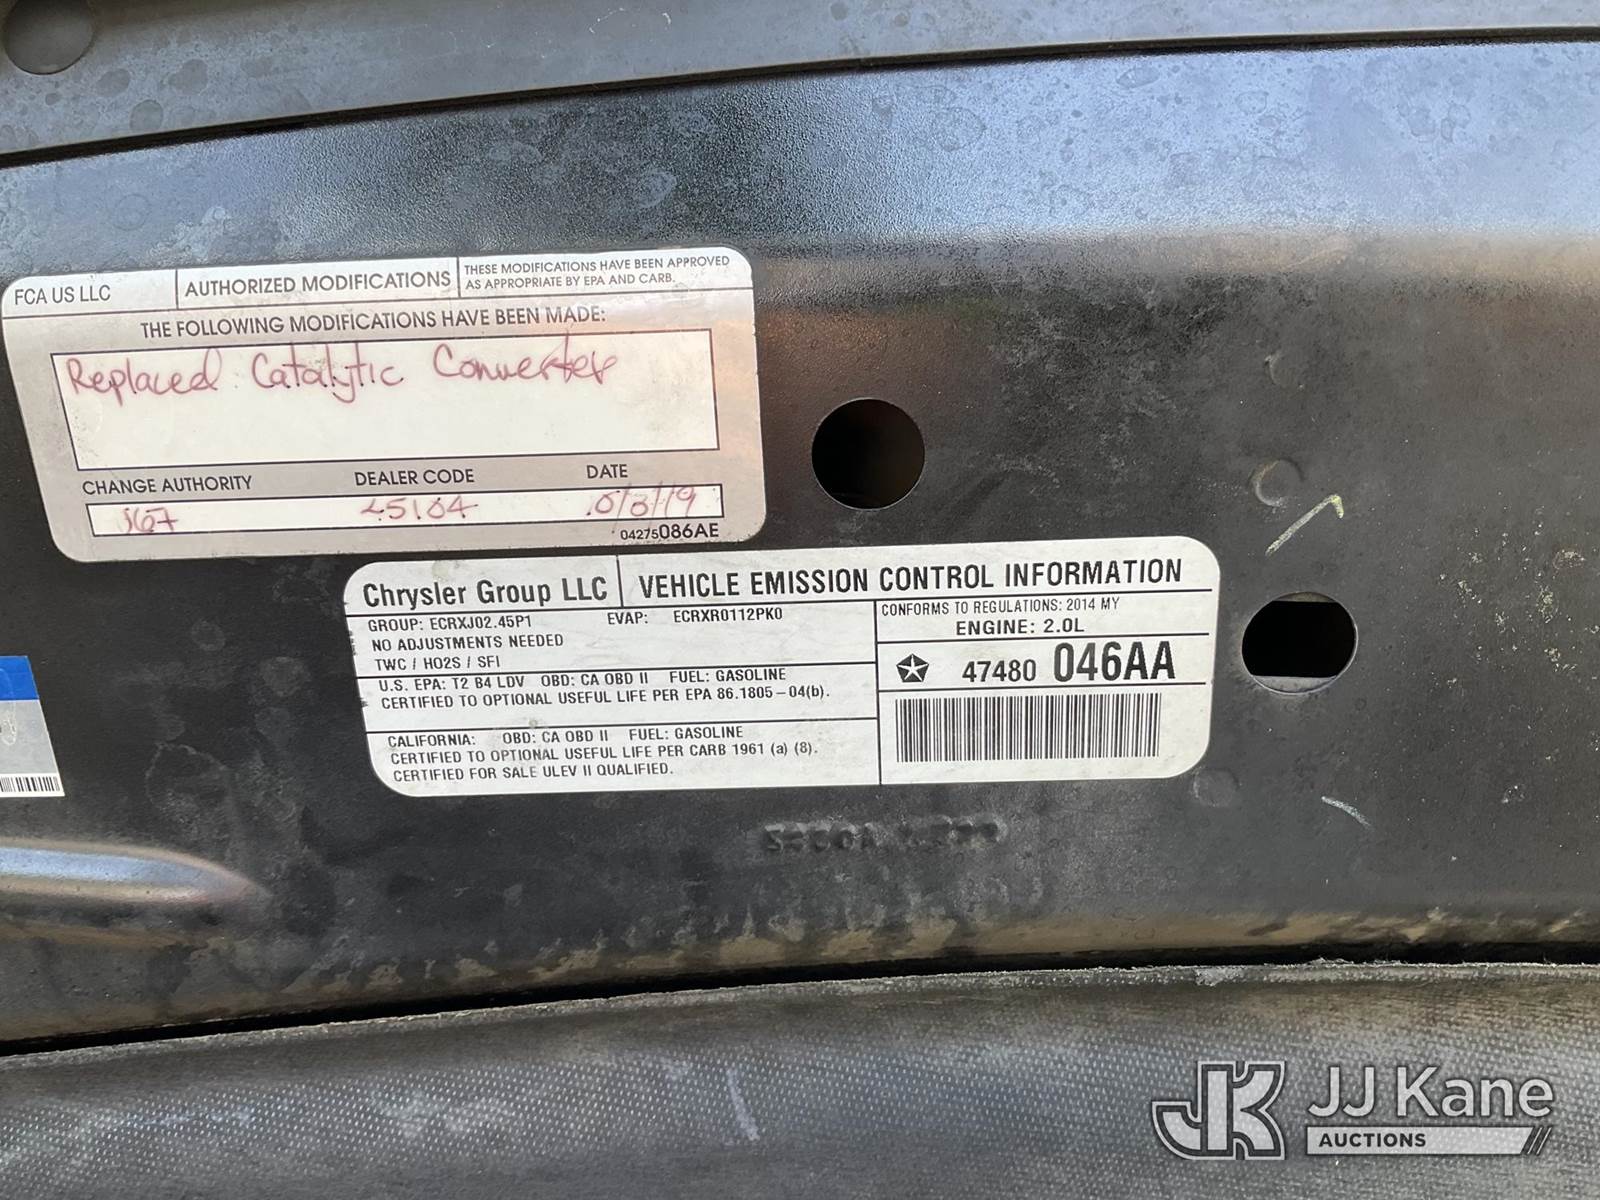 FCA US LLC
AUTHORIZED MODIFICATIONS
THESE MODIFICATIONS HAVE BEEN APPROVED
AS APPROPRIATE BY EPA AND CARB.
THE FOLLOWING MODIFICATIONS HAVE BEEN MADE:
Replaced Catalytic Converter
CHANGE AUTHORITY DEALER CODE DATE
04275086AE
Chrysler Group LLC VEHICLE EMISSION CONTROL INFORMATION
GROUP: ECRXJ02.45P1 EVAP: ECRXR0112PK0
NO ADJUSTMENTS NEEDED
TWC / HO2S / SFI
U.S. EPA: T2 B4 LDV OBD: CA OBD II FUEL: GASOLINE
CERTIFIED TO OPTIONAL USEFUL LIFE PER EPA 86.1805-04(b).
CALIFORNIA: OBD: CA OBD II FUEL: GASOLINE
CERTIFIED TO OPTIONAL USEFUL LIFE PER CARB 1961 (a) (8).
CERTIFIED FOR SALE ULEV II QUALIFIED.
CONFORMS TO REGULATIONS: 2014 MY
ENGINE: 2.0L
47480 046AA
JK JJ Kane
AUCTIONS